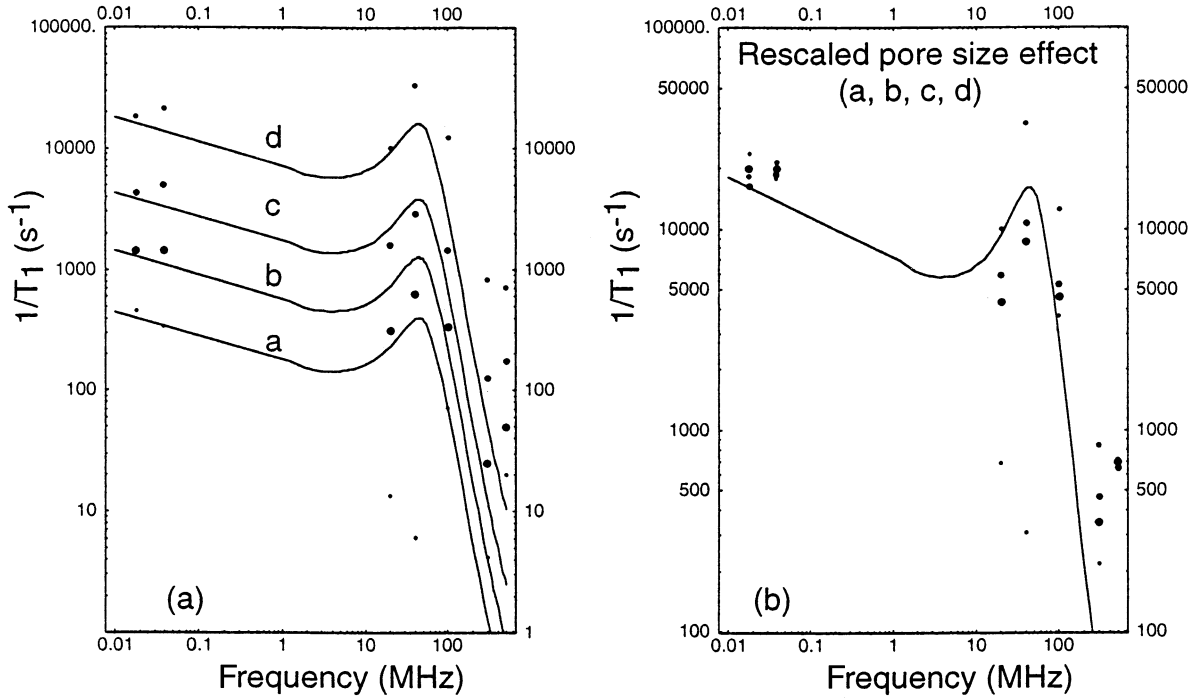 0.01 0.1 1 10 100
100000.
10000
1000
100
10
10000
1000
100
10
1
d
c
b
a
(a)
1/T1 (s-1)
0.01 0.1 1 10 100
Frequency (MHz)
0.01 0.1 1 10 100
100000.
50000
10000
5000
1000
500
100
50000
10000
5000
1000
500
100
Rescaled pore size effect
(a, b, c, d)
(b)
1/T1 (s-1)
0.01 0.1 1 10 100
Frequency (MHz)